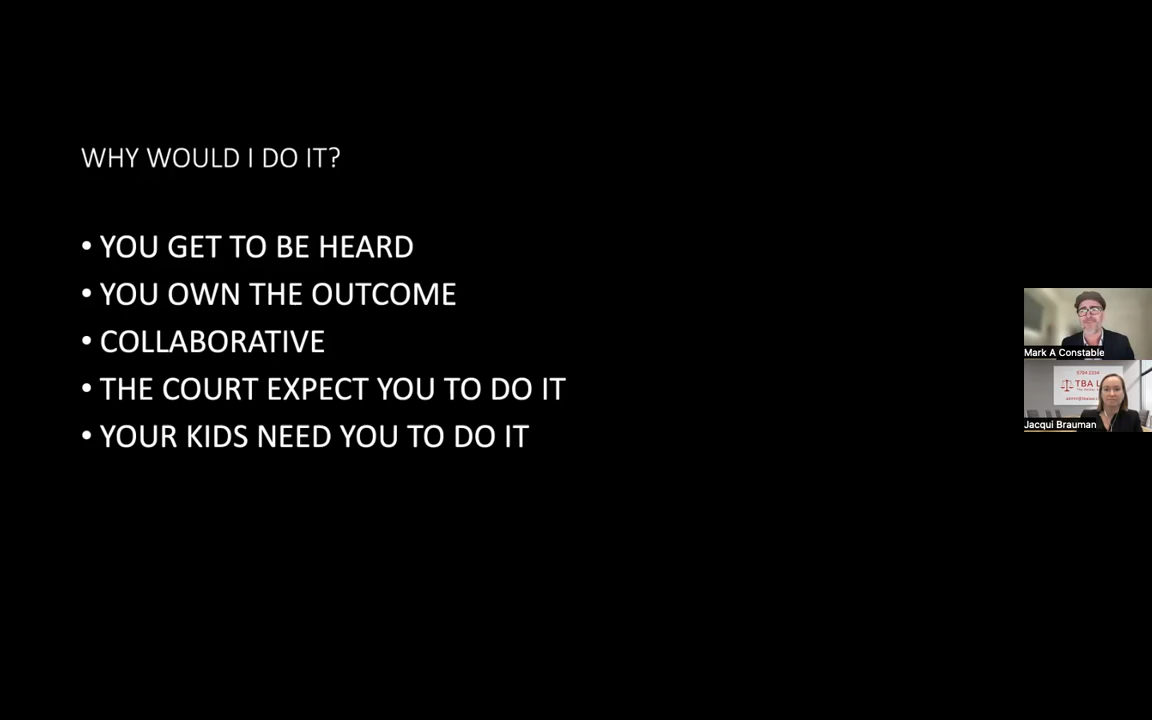 WHY WOULD I DO IT?
• YOU GET TO BE HEARD
• YOU OWN THE OUTCOME
• COLLABORATIVE
• THE COURT EXPECT YOU TO DO IT
• YOUR KIDS NEED YOU TO DO IT
Mark A Constable
TBA L
Jacqui Brauman